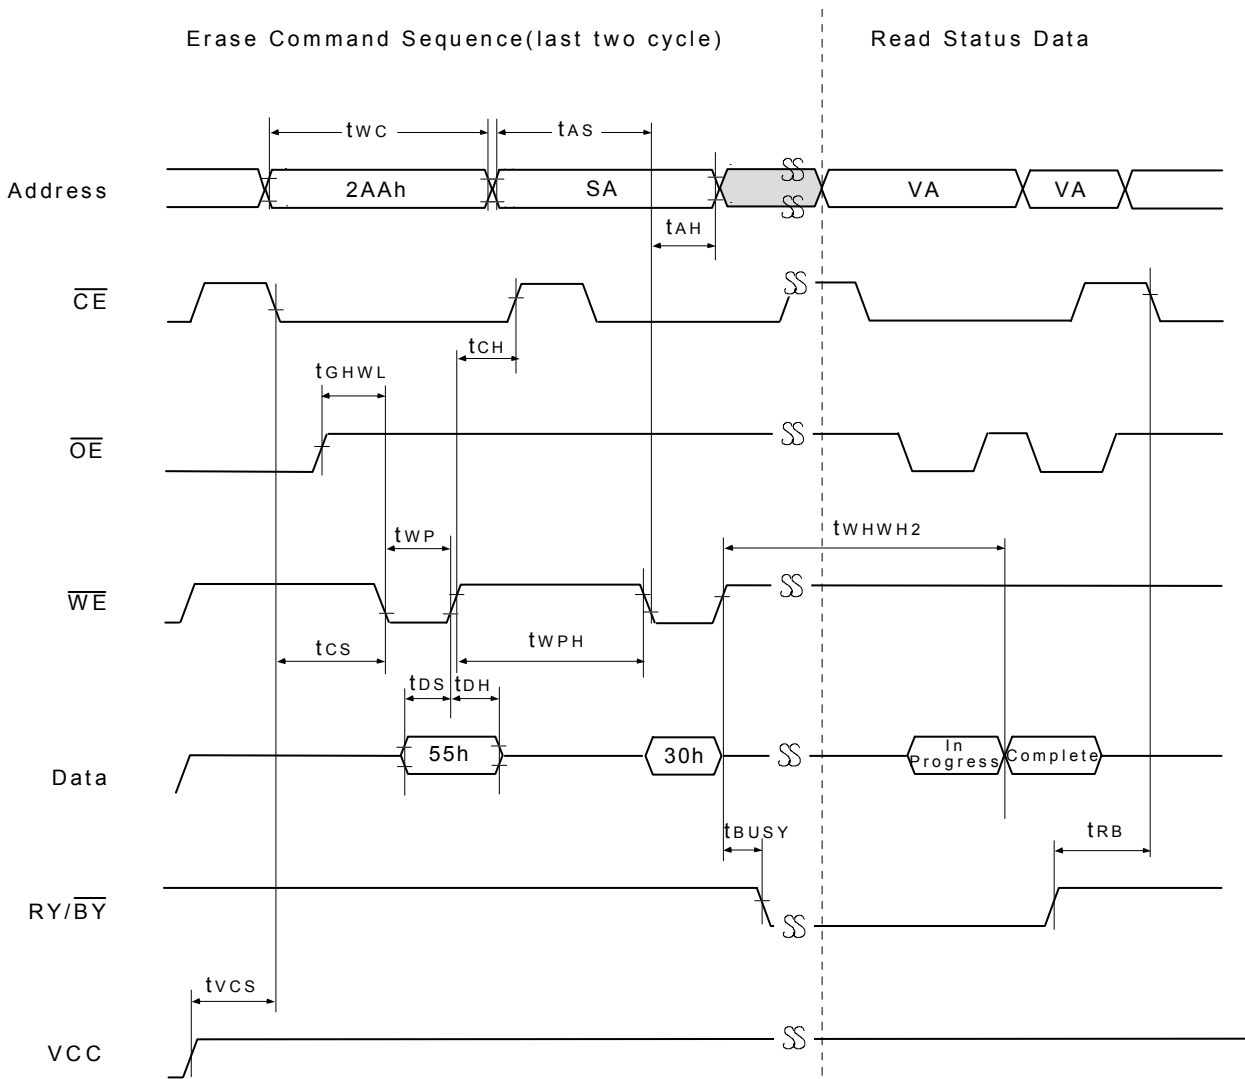 Erase Command Sequence(last two cycle) Read Status Data
tWC tAS
Address 2AAh SA VA VA
tAH
CE
tCH
tGHWL
OE
tWP tWHWH2
WE
tCS tWPH
tDS tDH
Data 55h 30h In Progress Complete
tBUSY tRB
RY/BY
tVCS
VCC